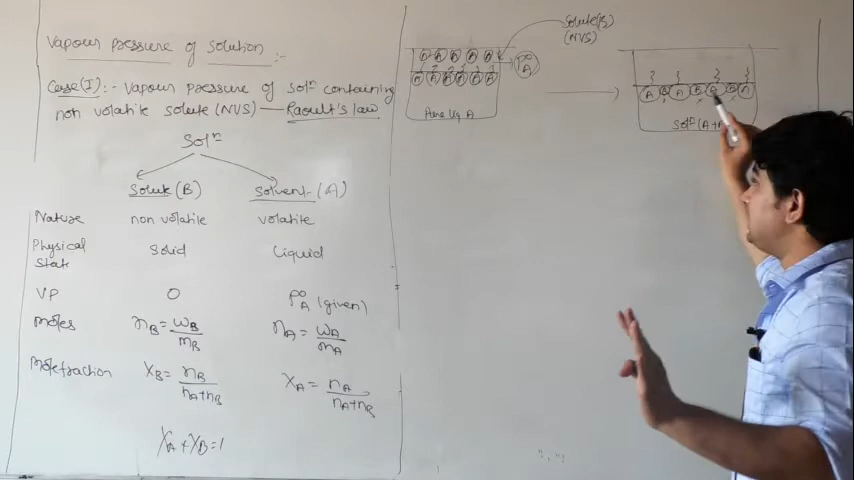 Vapour pressure of solution :-
Case(I):- Vapour pressure of solⁿ containing
non volatile solute (NVS) — Raoult's law
Solⁿ
Solute (B) Solvent (A)
Nature non volatile volatile
Physical state Solid Liquid
VP 0 P°A (given)
Moles nB = wB/mB nA = wA/mA
Molefraction XB = nB/nA+nB XA = nA/nA+nB
XA + XB = 1
Solute(B)
(NVS)
A A A A A
A A A A A A
P°A
Pure liq A
A B A B A B A
Solⁿ (A+